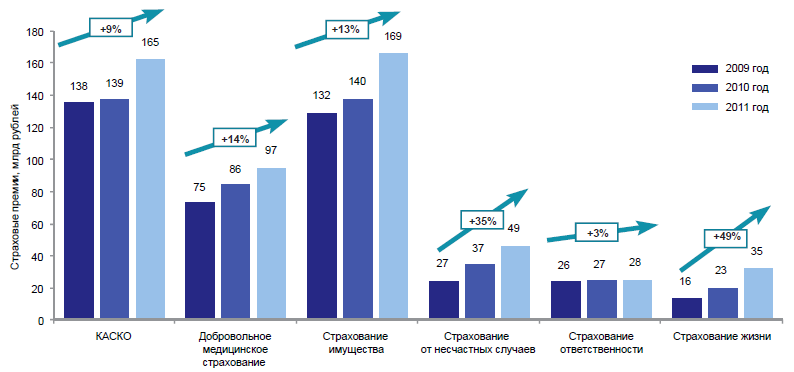 +9%
+14%
+13%
+35%
+3%
+49%
2009 год
2010 год
2011 год
Страховые премии, млрд рублей
180
160
140
120
100
80
60
40
20
0
138 139 165
75 86 97
132 140 169
27 37 49
26 27 28
16 23 35
КАСКО
Добровольное
медицинское
страхование
Страхование
имущества
Страхование
от несчастных случаев
Страхование
ответственности
Страхование жизни